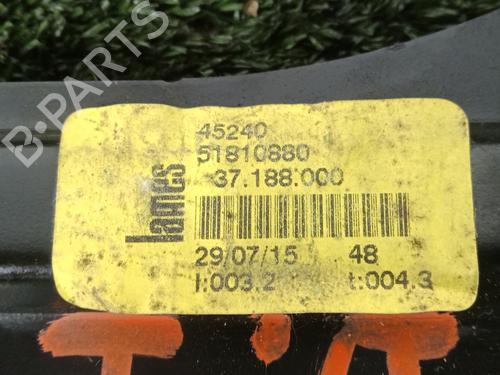 B-PARTS
lames
45240
51810880
37.188.000
29/07/15 48
I:003.2 t:004.3